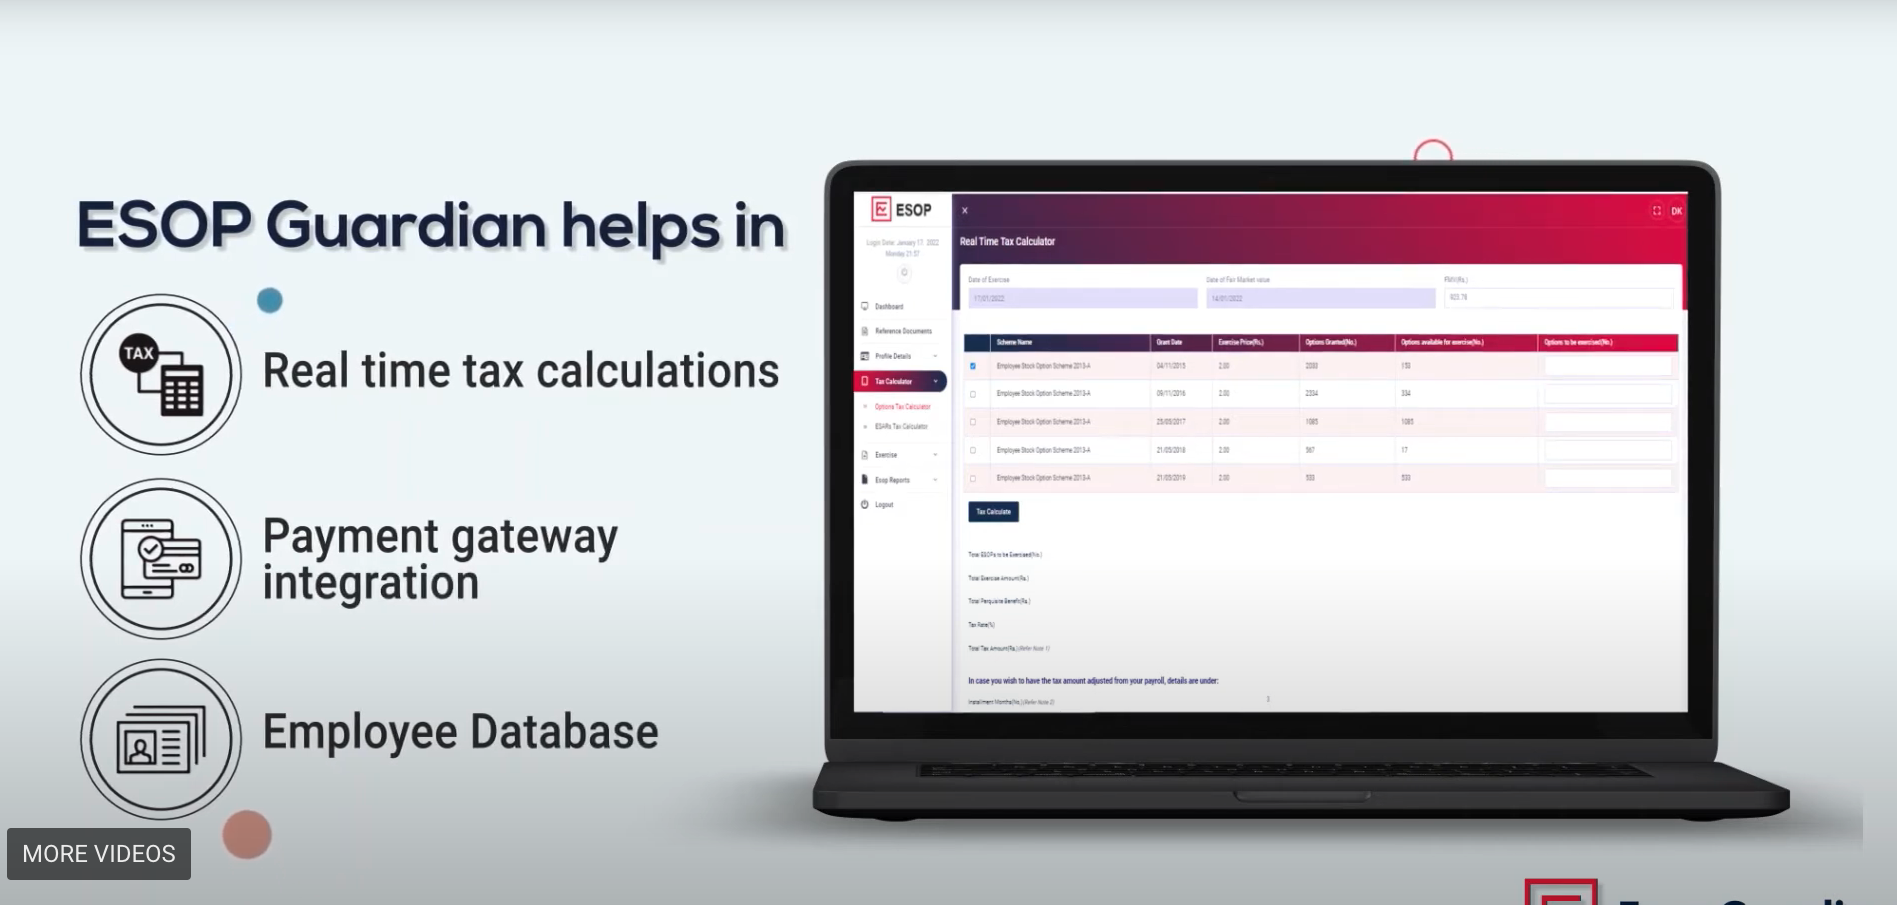 ESOP Guardian helps in
TAX
Real time tax calculations
Payment gateway
integration
Employee Database
MORE VIDEOS
ESOP
Login Time: January 17, 2022
Monday 21:57
Dashboard
Reference Documents
Profile Details
Tax Calculator
Options Tax Calculator
ESARs Tax Calculator
Exercise
Esop Reports
Logout
X
DK
Real Time Tax Calculator
Date of Exercise
Date of Fair Market value
FMV(Rs.)
17/01/2022
14/01/2022
923.78
Scheme Name Grant Date Exercise Price(Rs.) Options Granted(No.) Options available for exercise(No.) Options to be exercised(No.)
Employee Stock Option Scheme 2013-A 04/11/2015 2.00 2000
Employee Stock Option Scheme 2013-A 09/11/2016 2.00 2334 334
Employee Stock Option Scheme 2013-A 2.00 1085 1085
Employee Stock Option Scheme 2013-A 21/05/2018 2.00 567 17
Employee Stock Option Scheme 2013-A 21/05/2019 2.00 533 533
Tax Calculate
Total ESOPs to be Exercised(No.)
Total Exercise Amount(Rs.)
Total Perquisite Benefit(Rs.)
Tax Rate(%)
Total Tax Amount(Rs.)(Refer Note 1)
In case you wish to have the tax amount adjusted from your payroll, details are under:
Installment Months(No.)(Refer Note 2)
3